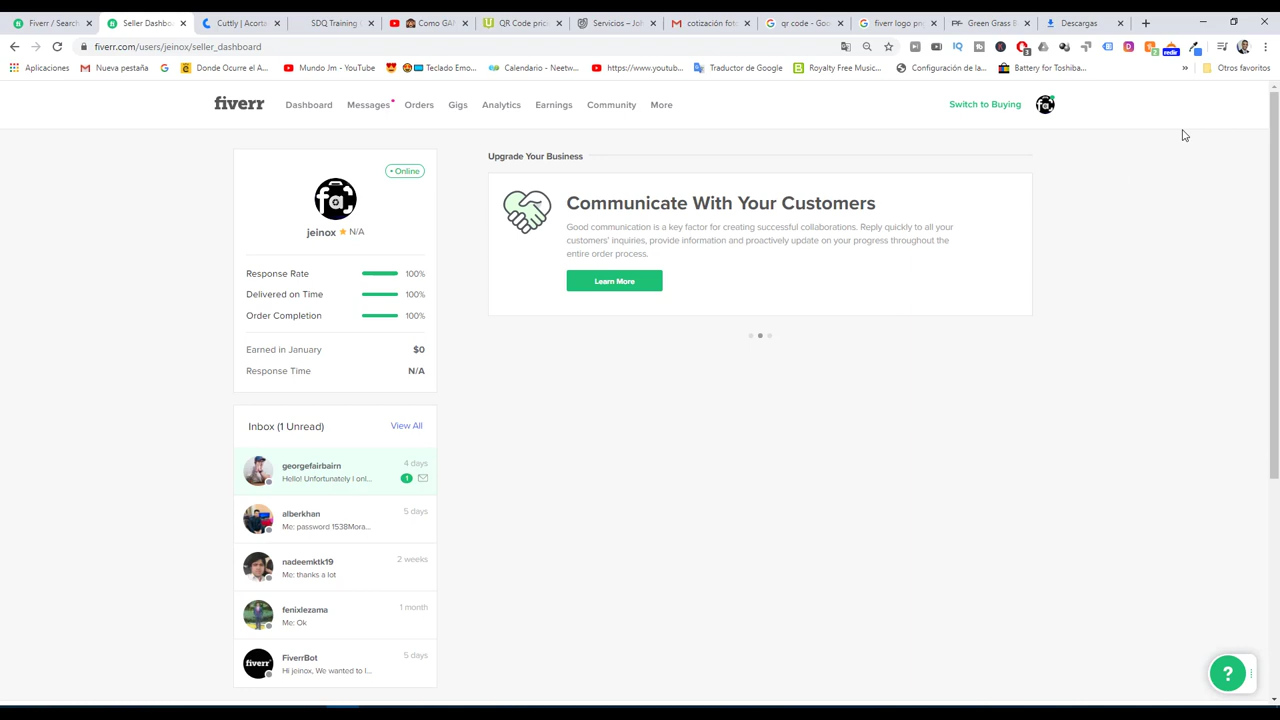 Fiverr / Search
Seller Dashbo
Cuttly | Acorta
SDQ Training
Como GA
QR Code pric
Servicios – Jol
cotización fot
qr code - Goo
fiverr logo pn
Green Grass B
Descargas
fiverr.com/users/jeinox/seller_dashboard
Aplicaciones
Nueva pestaña
Donde Ocurre el A...
Mundo Jm - YouTube
Teclado Emo...
Calendario - Neetw...
https://www.youtub...
Traductor de Google
Royalty Free Music...
Configuración de la...
Battery for Toshiba...
»
Otros favoritos
fiverr
Dashboard
Messages
Orders
Gigs
Analytics
Earnings
Community
More
Switch to Buying
• Online
jeinox ★ N/A
Response Rate 100%
Delivered on Time 100%
Order Completion 100%
Earned in January $0
Response Time N/A
Upgrade Your Business
Communicate With Your Customers
Good communication is a key factor for creating successful collaborations. Reply quickly to all your
customers' inquiries, provide information and proactively update on your progress throughout the
entire order process.
Learn More
Inbox (1 Unread)
View All
georgefairbairn 4 days
Hello! Unfortunately I onl... 1
alberkhan 5 days
Me: password 1538Mora...
nadeemktk19 2 weeks
Me: thanks a lot
fenixlezama 1 month
Me: Ok
FiverrBot 5 days
Hi jeinox, We wanted to l...
fiverr
?